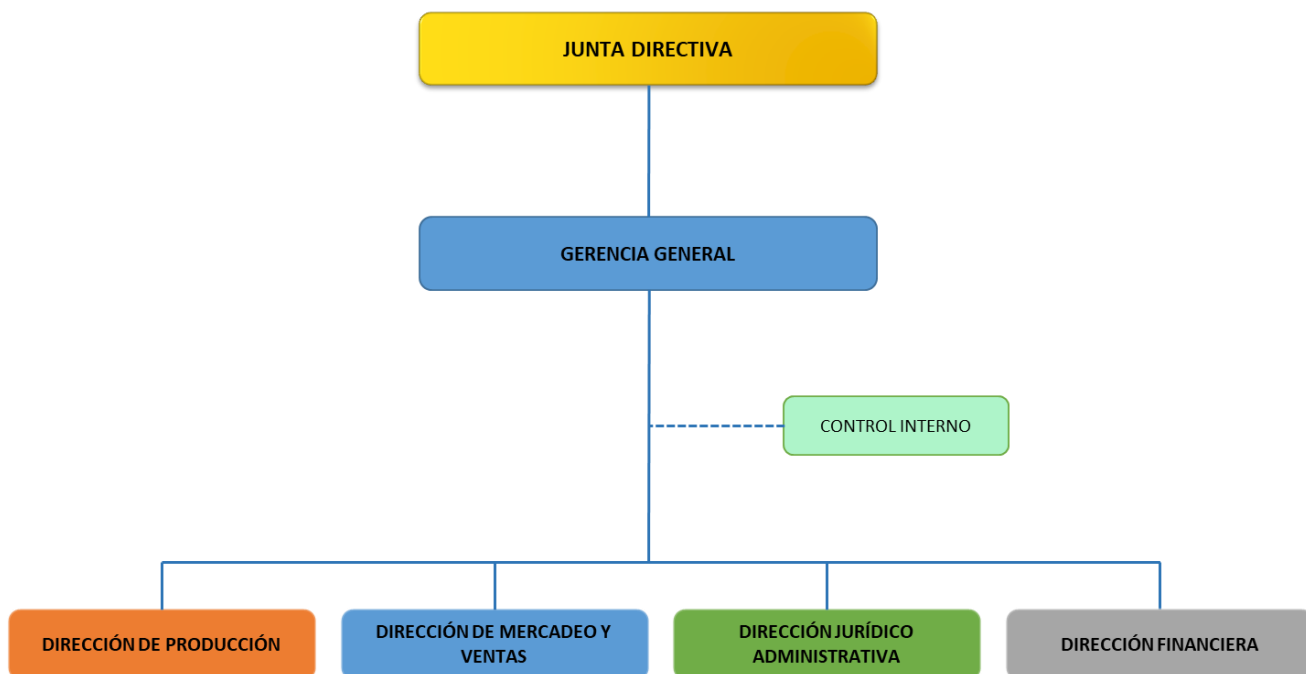 JUNTA DIRECTIVA
GERENCIA GENERAL
CONTROL INTERNO
DIRECCIÓN DE PRODUCCIÓN
DIRECCIÓN DE MERCADEO Y
VENTAS
DIRECCIÓN JURÍDICO
ADMINISTRATIVA
DIRECCIÓN FINANCIERA